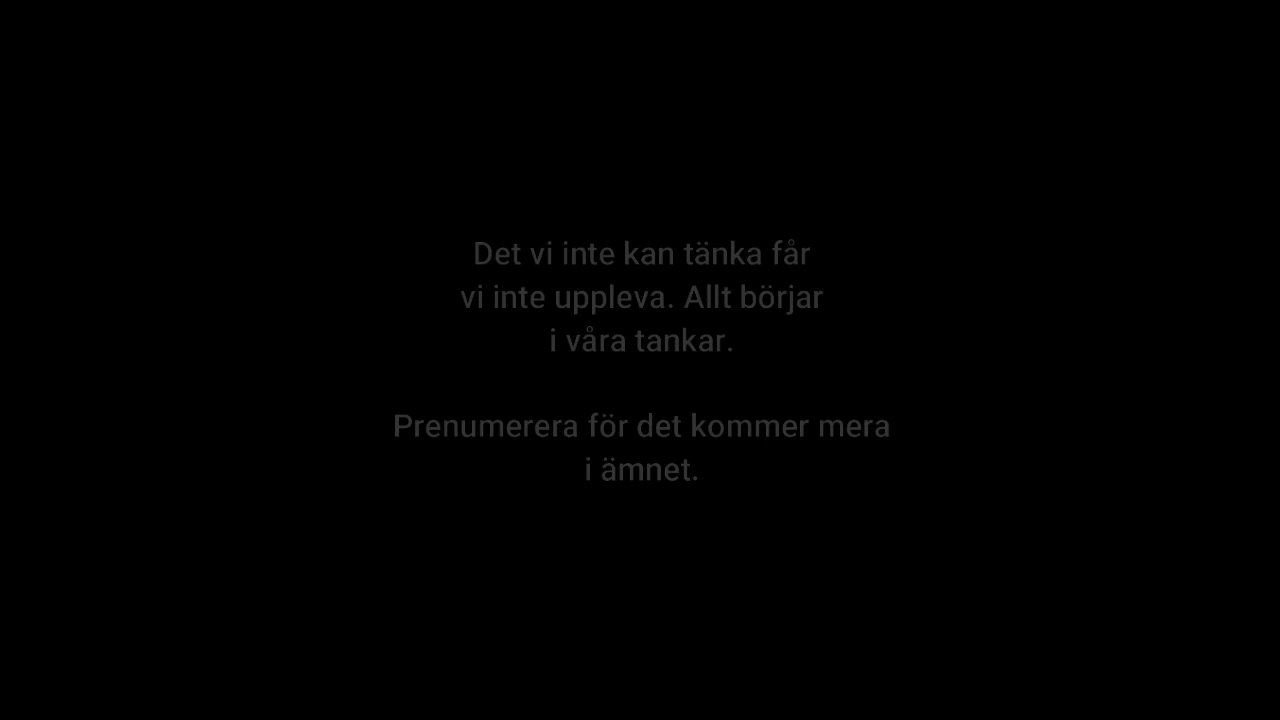 Det vi inte kan tänka får
vi inte uppleva. Allt börjar
i våra tankar.
Prenumerera för det kommer mera
i ämnet.